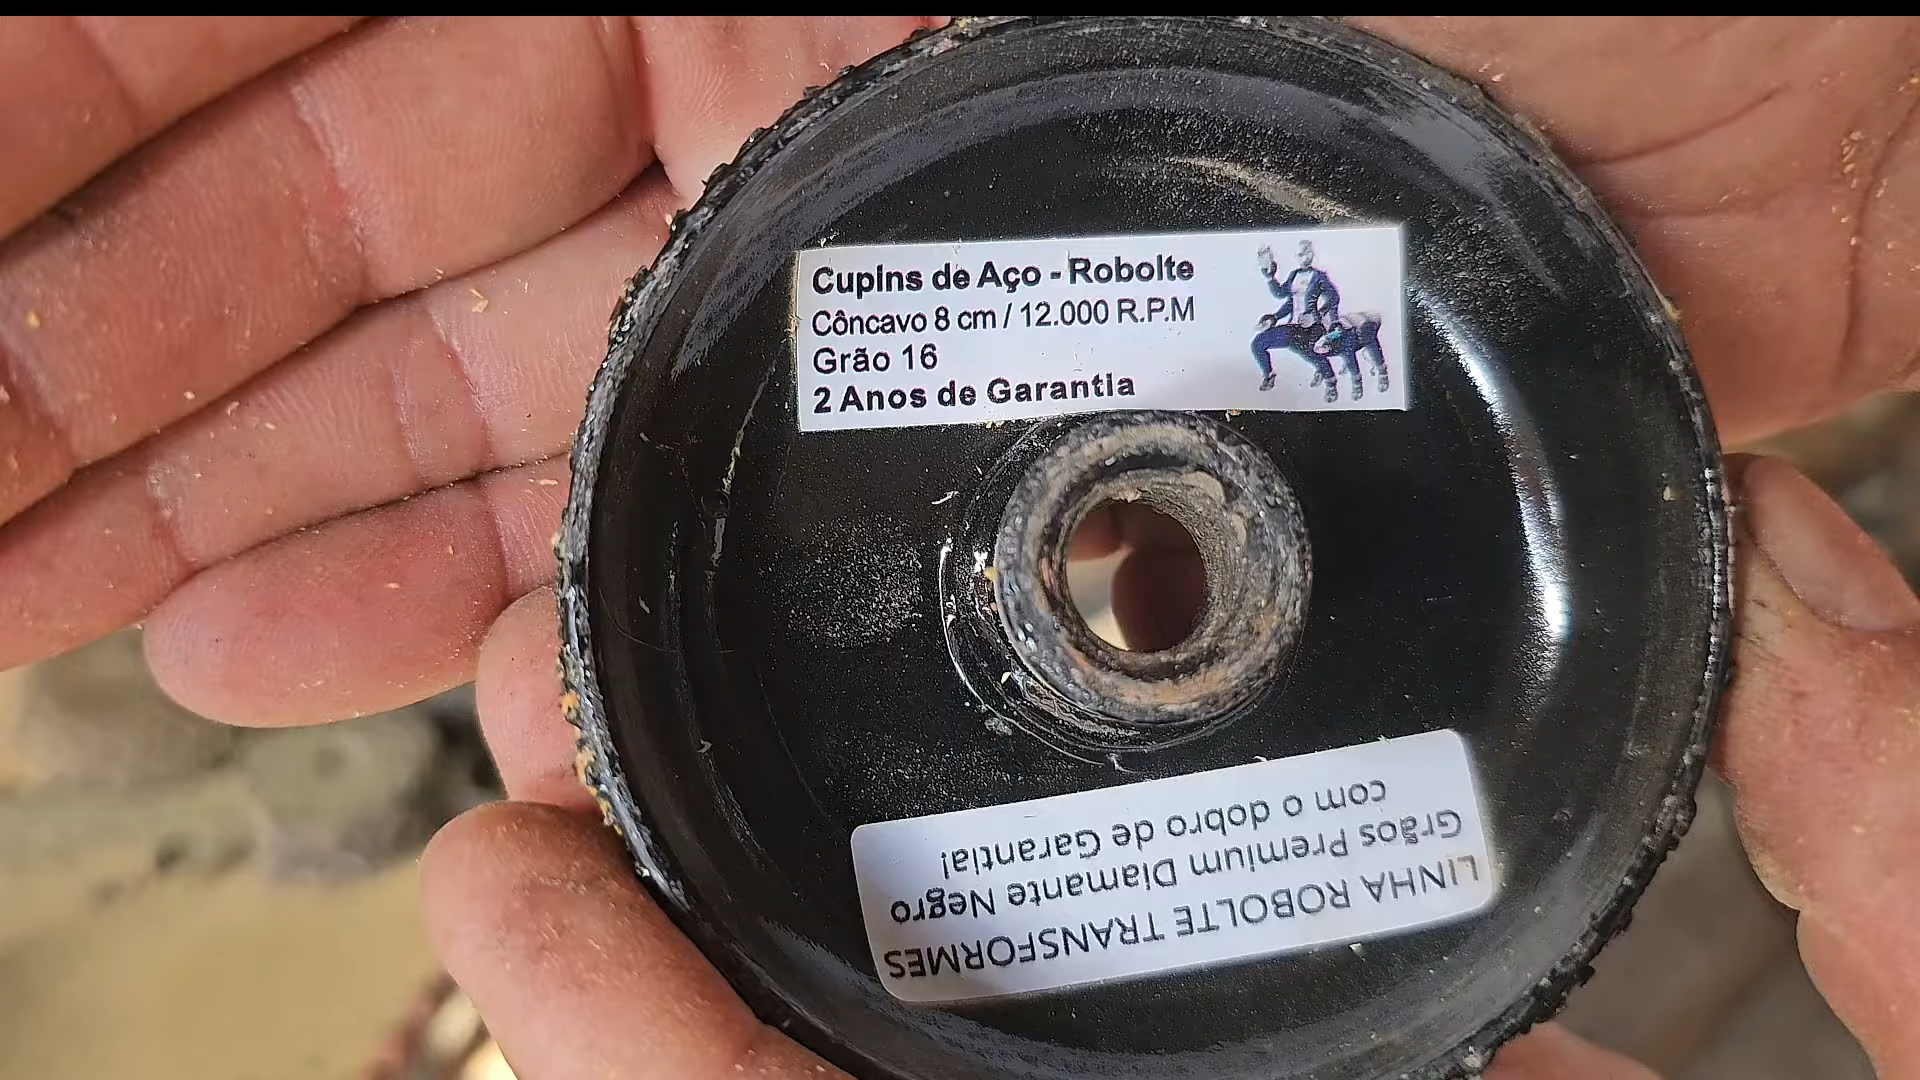 Cupins de Aço - Robolte
Côncavo 8 cm / 12.000 R.P.M
Grão 16
2 Anos de Garantia
LINHA ROBOLTE TRANSFORMES
Grãos Premium Diamante Negro
com o dobro de Garantia!